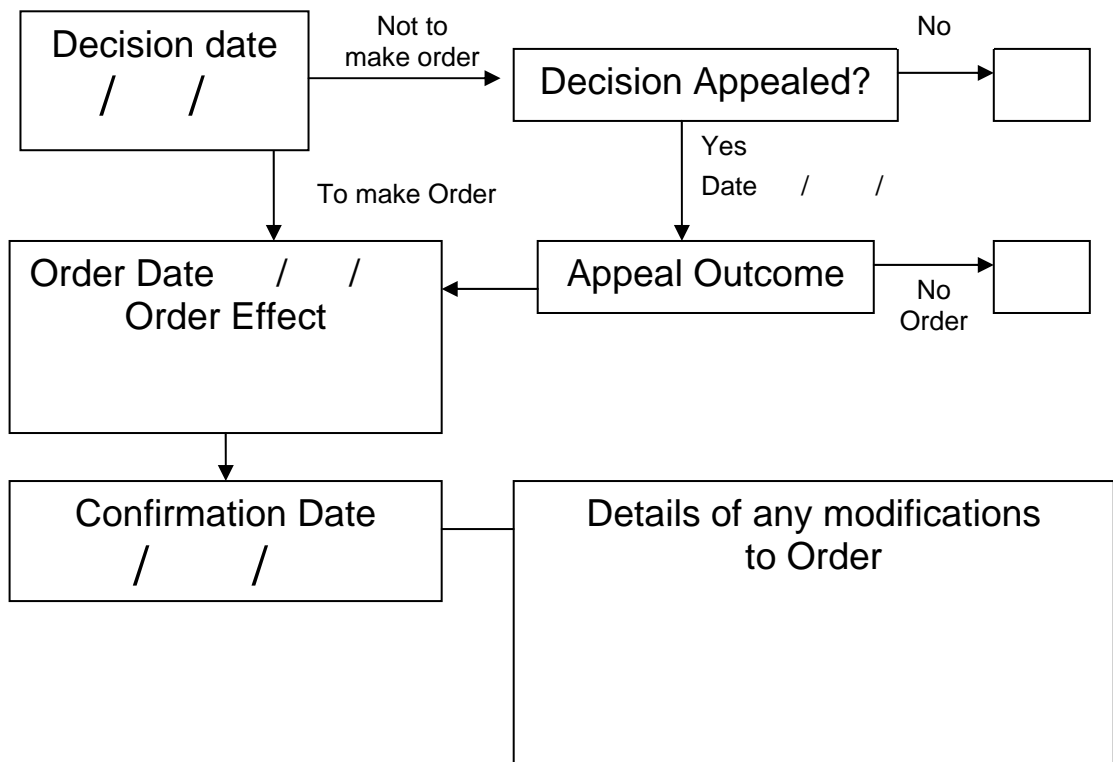 Decision date
/ /
Not to
make order
Decision Appealed?
No
Yes
Date / /
To make Order
Order Date / /
Order Effect
Appeal Outcome
No
Order
Confirmation Date
/ /
Details of any modifications
to Order